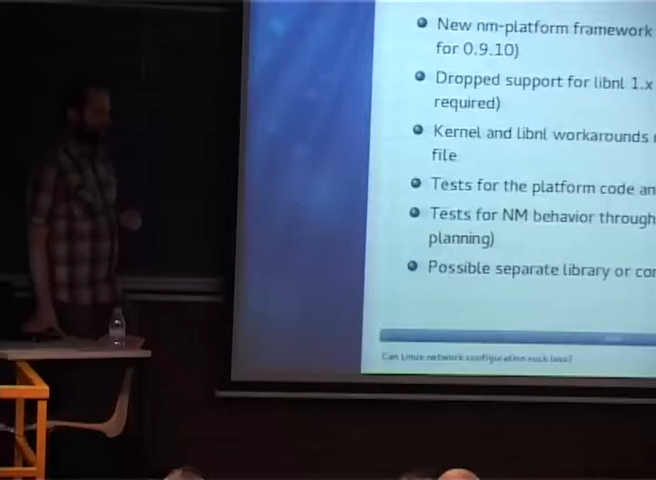 New nm-platform framework
for 0.9.10)
Dropped support for libnl 1.x
required)
Kernel and libnl workarounds
file
Tests for the platform code an
Tests for NM behavior through
planning)
Possible separate library or co
Can Linux network configuration suck less?